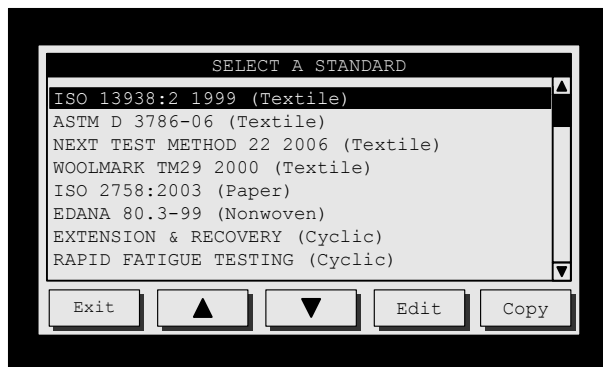 SELECT A STANDARD
ISO 13938:2 1999 (Textile)
ASTM D 3786-06 (Textile)
NEXT TEST METHOD 22 2006 (Textile)
WOOLMARK TM29 2000 (Textile)
ISO 2758:2003 (Paper)
EDANA 80.3-99 (Nonwoven)
EXTENSION & RECOVERY (Cyclic)
RAPID FATIGUE TESTING (Cyclic)
Exit ▲ ▼ Edit Copy